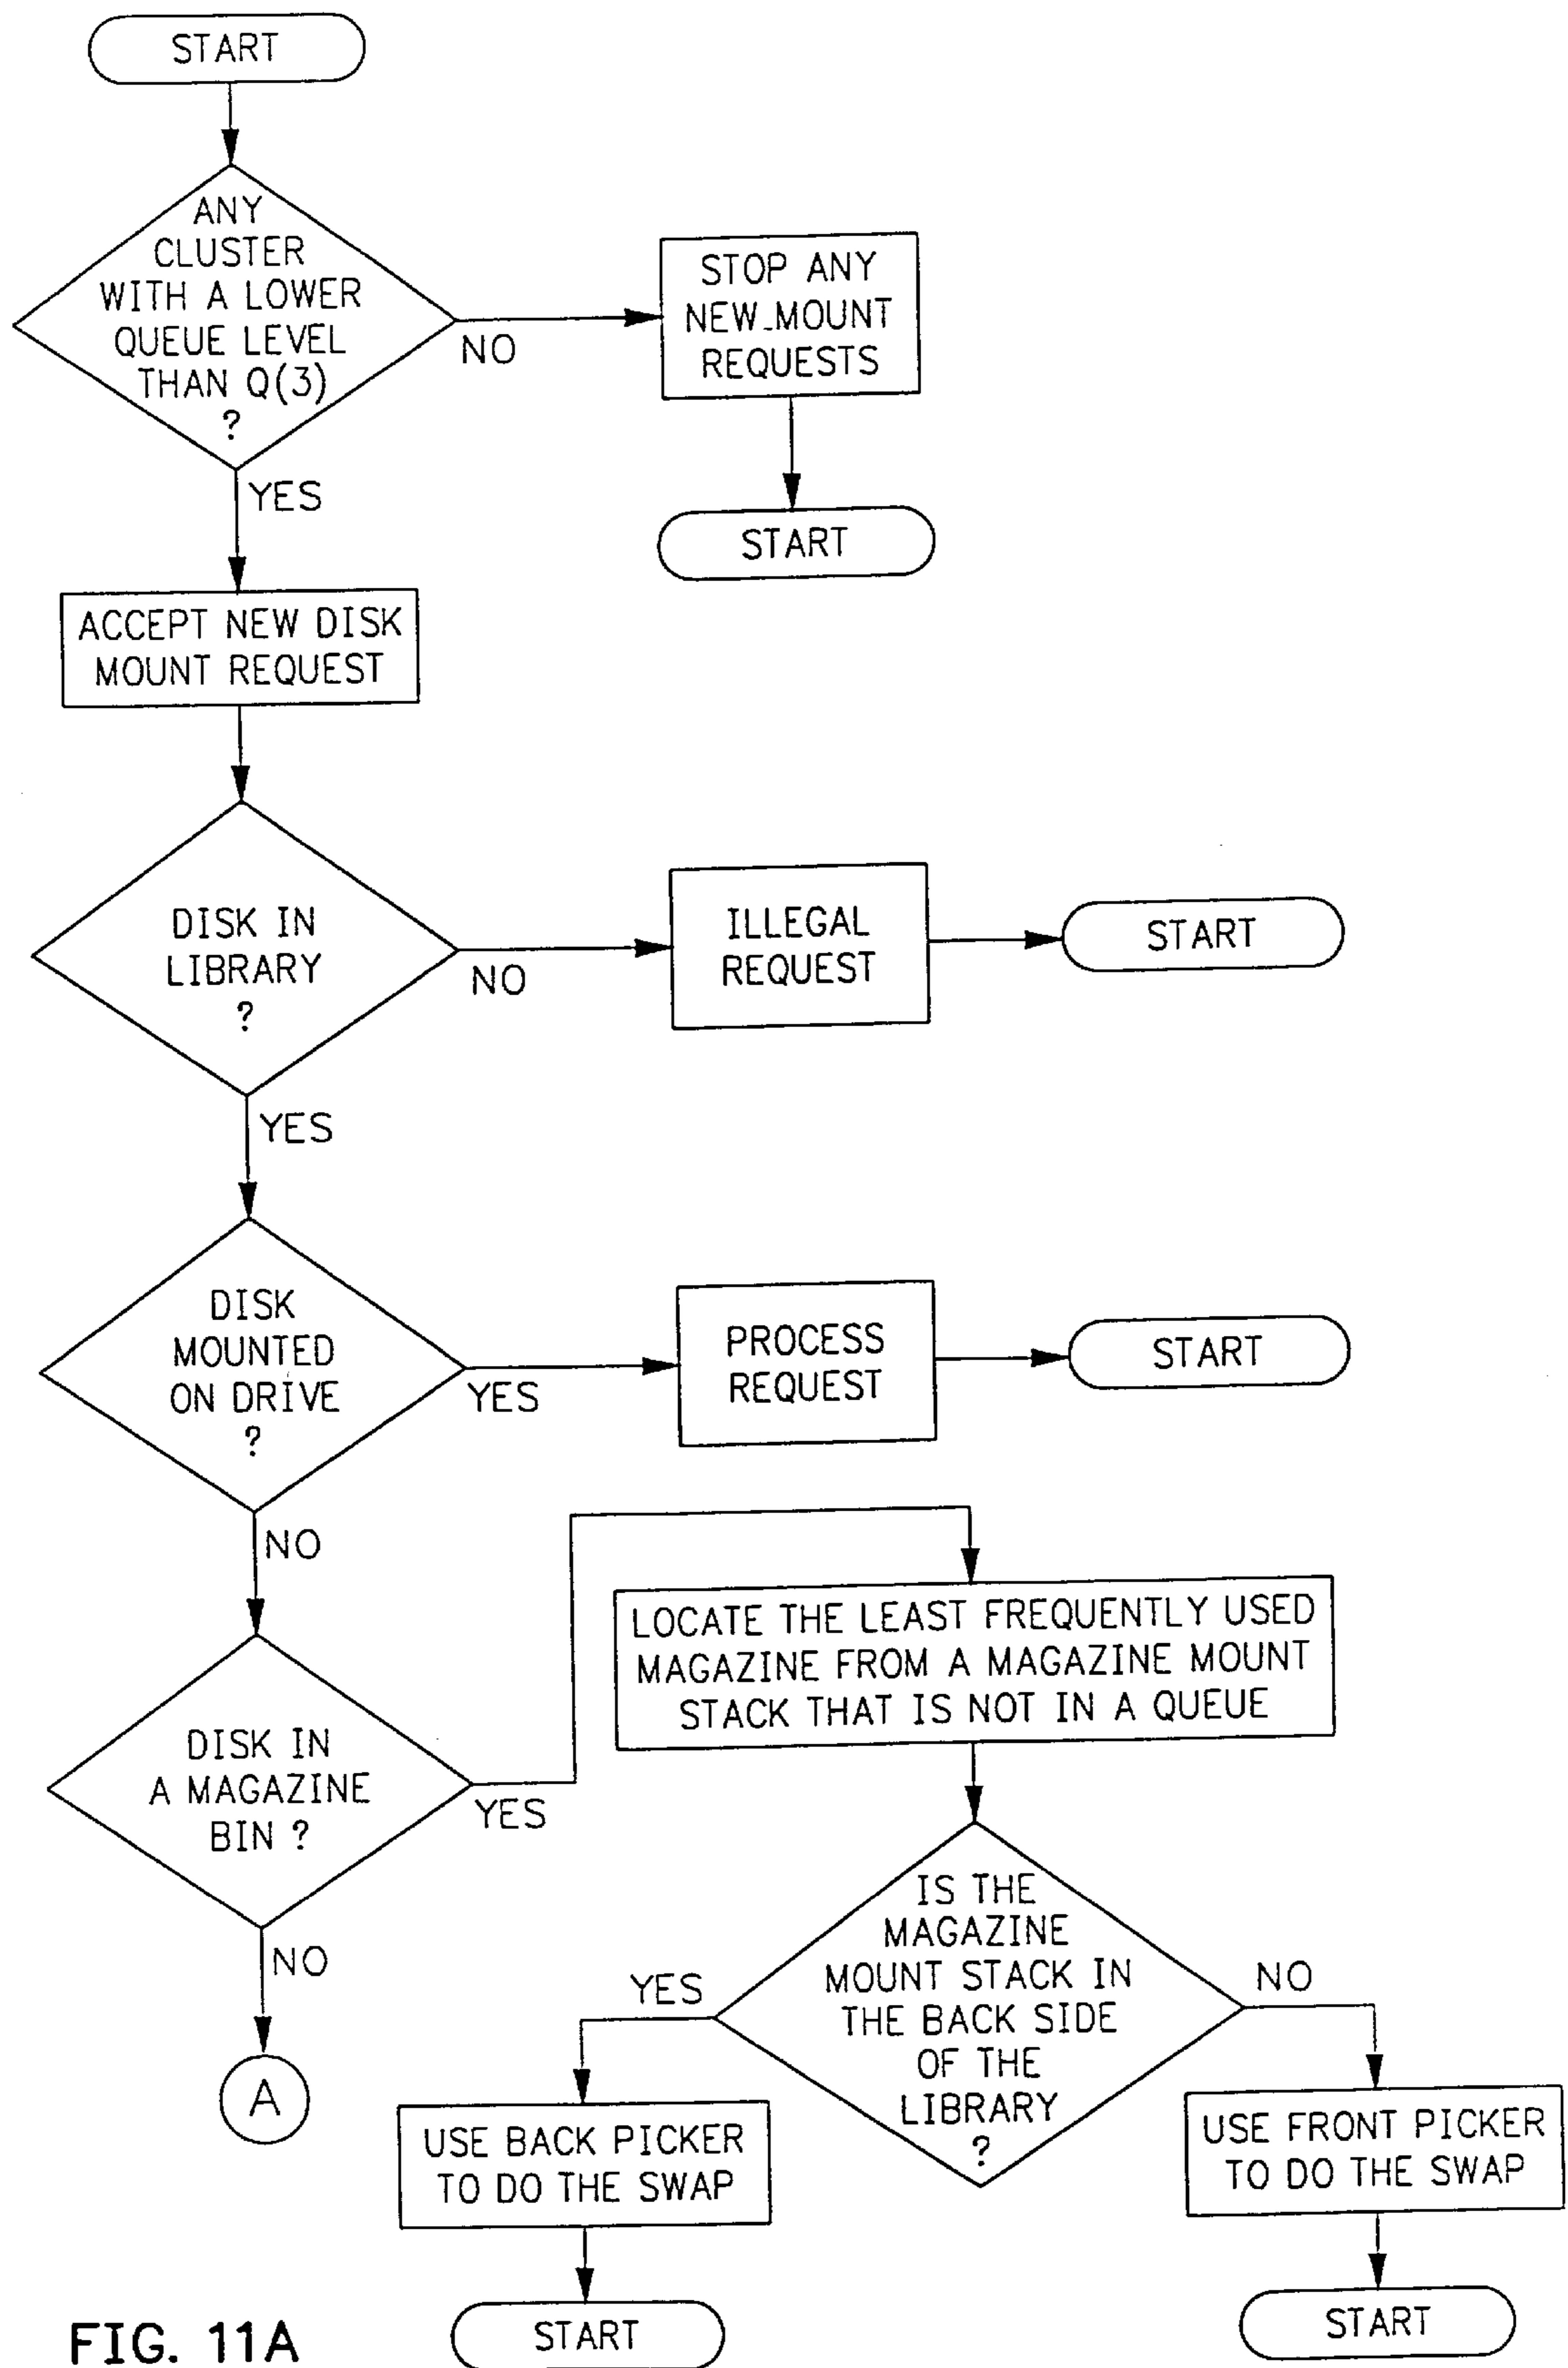 START
ANY
CLUSTER
WITH A LOWER
QUEUE LEVEL
THAN Q(3)
?
NO
STOP ANY
NEW_MOUNT
REQUESTS
START
YES
ACCEPT NEW DISK
MOUNT REQUEST
DISK IN
LIBRARY
?
NO
ILLEGAL
REQUEST
START
YES
DISK
MOUNTED
ON DRIVE
?
YES
PROCESS
REQUEST
START
NO
DISK IN
A MAGAZINE
BIN ?
YES
LOCATE THE LEAST FREQUENTLY USED
MAGAZINE FROM A MAGAZINE MOUNT
STACK THAT IS NOT IN A QUEUE
NO
A
IS THE
MAGAZINE
MOUNT STACK IN
THE BACK SIDE
OF THE
LIBRARY
?
YES
NO
USE BACK PICKER
TO DO THE SWAP
USE FRONT PICKER
TO DO THE SWAP
START
START
FIG. 11A